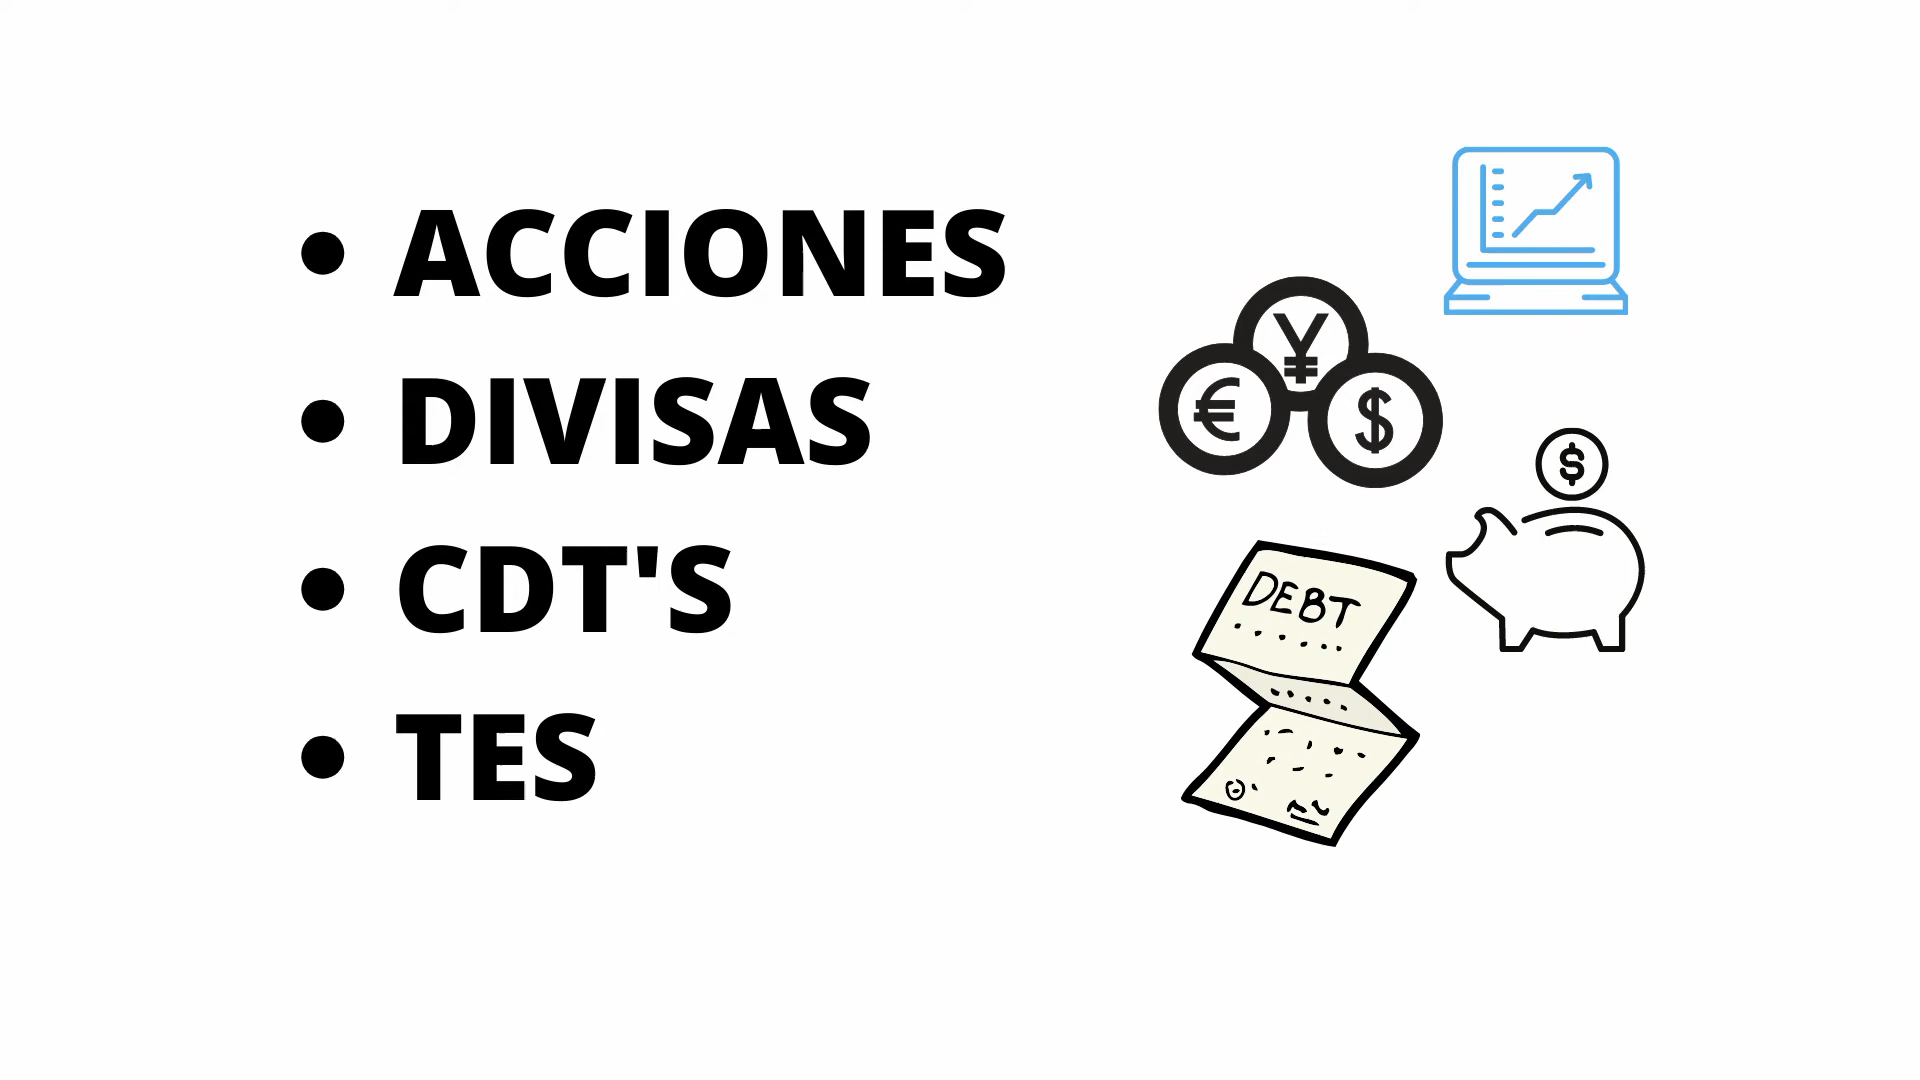 • ACCIONES
• DIVISAS
• CDT'S
• TES
¥
€ $
$
DEBT